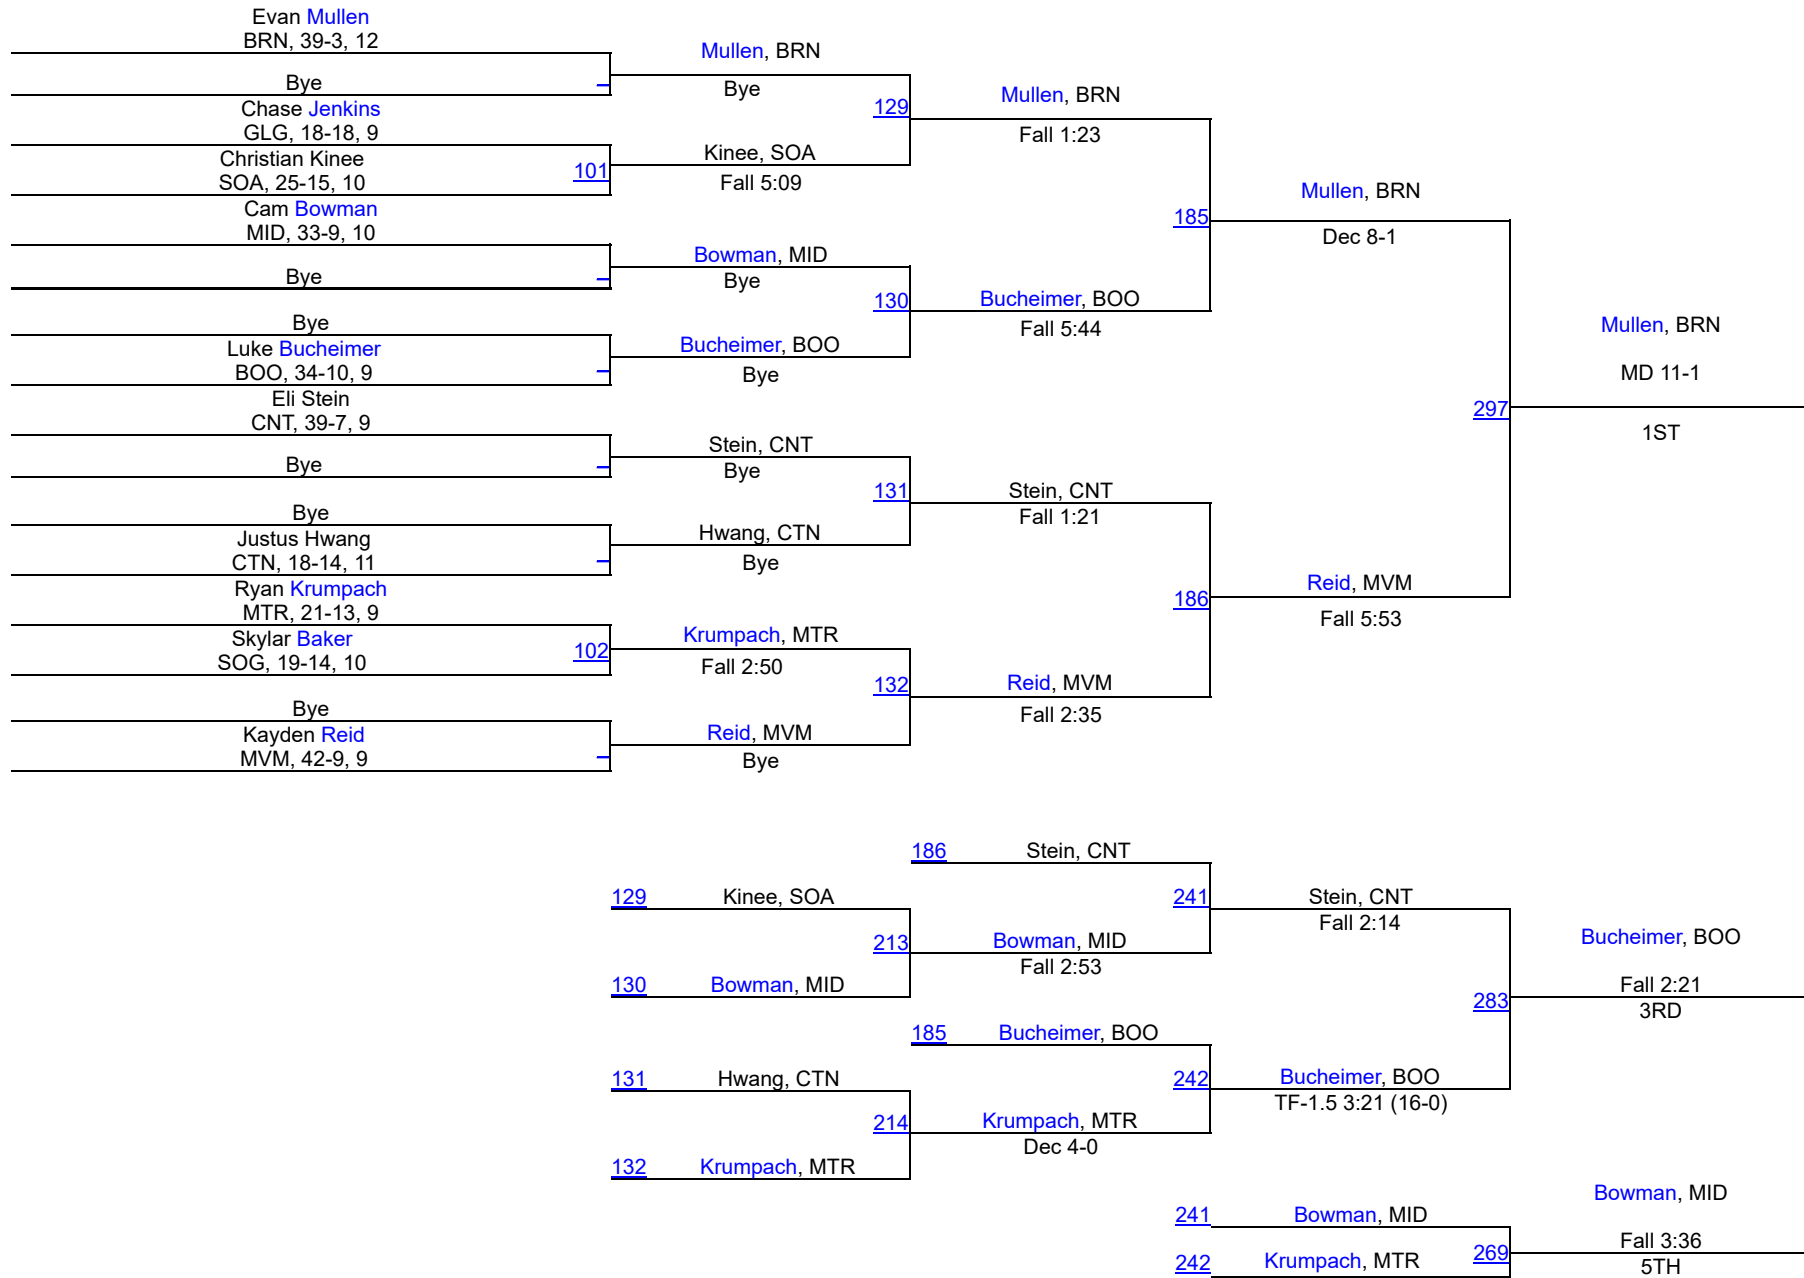 Evan Mullen
BRN, 39-3, 12
Bye
Chase Jenkins
GLG, 18-18, 9
Christian Kinee
SOA, 25-15, 10
101
Cam Bowman
MID, 33-9, 10
Bye
Bye
Luke Bucheimer
BOO, 34-10, 9
Eli Stein
CNT, 39-7, 9
Bye
Bye
Justus Hwang
CTN, 18-14, 11
Ryan Krumpach
MTR, 21-13, 9
Skylar Baker
SOG, 19-14, 10
102
Bye
Kayden Reid
MVM, 42-9, 9
Mullen, BRN
Bye
129
Kinee, SOA
Fall 5:09
Bowman, MID
Bye
130
Bucheimer, BOO
Bye
Stein, CNT
Bye
131
Hwang, CTN
Bye
Krumpach, MTR
Fall 2:50
132
Reid, MVM
Bye
Mullen, BRN
Fall 1:23
185
Bucheimer, BOO
Fall 5:44
Stein, CNT
Fall 1:21
186
Reid, MVM
Fall 2:35
Mullen, BRN
Dec 8-1
297
Reid, MVM
Fall 5:53
Mullen, BRN
MD 11-1
1ST
129 Kinee, SOA
213
130 Bowman, MID
131 Hwang, CTN
214
132 Krumpach, MTR
186 Stein, CNT
241
Bowman, MID
Fall 2:53
185 Bucheimer, BOO
242
Krumpach, MTR
Dec 4-0
Stein, CNT
Fall 2:14
283
Bucheimer, BOO
TF-1.5 3:21 (16-0)
Bucheimer, BOO
Fall 2:21
3RD
241 Bowman, MID
242 Krumpach, MTR
269
Bowman, MID
Fall 3:36
5TH